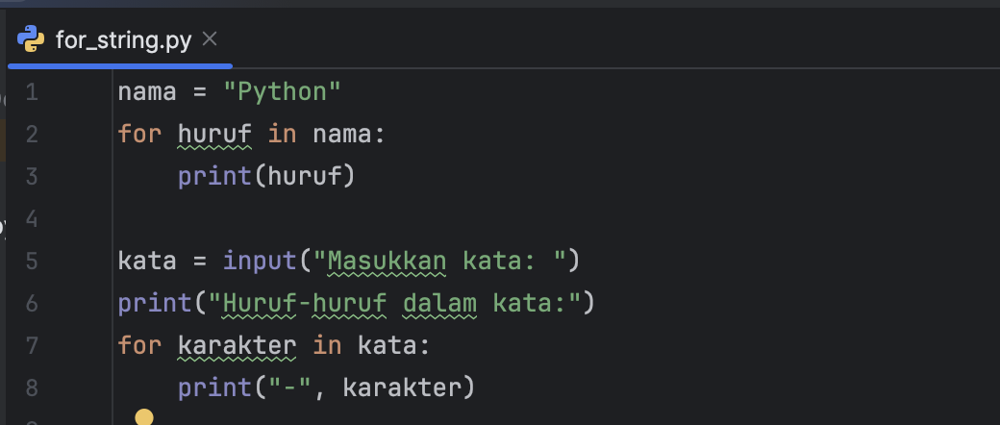 for_string.py
1 nama = "Python"
2 for huruf in nama:
3     print(huruf)
4
5 kata = input("Masukkan kata: ")
6 print("Huruf-huruf dalam kata:")
7 for karakter in kata:
8     print("-", karakter)